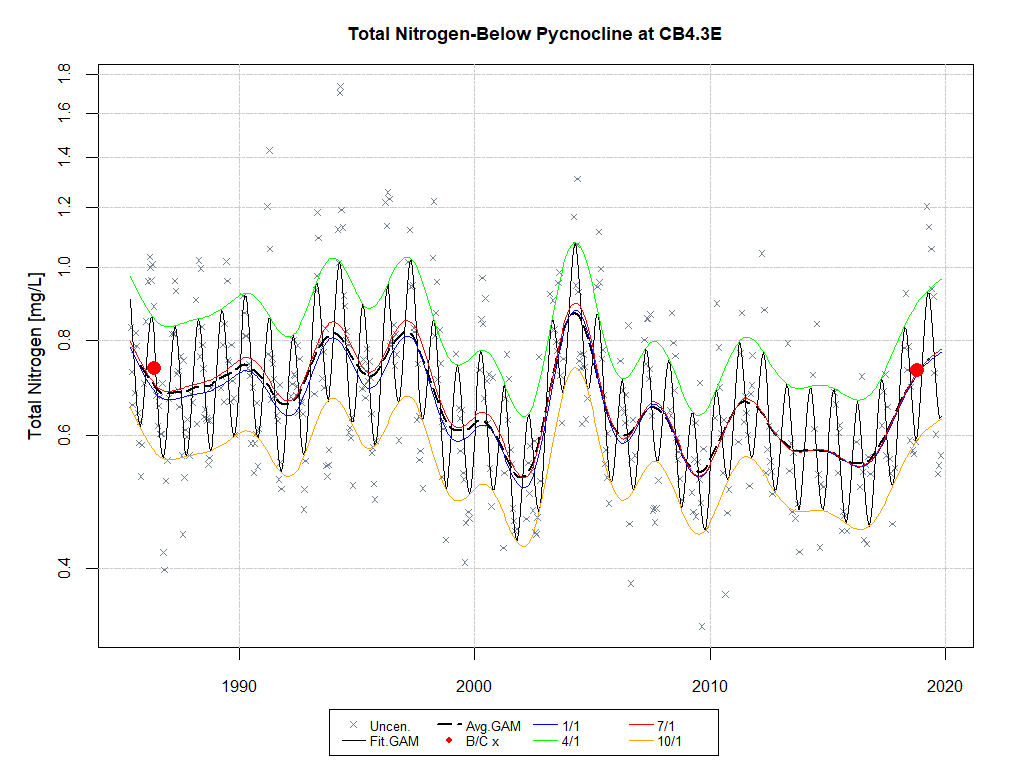 Total Nitrogen-Below Pycnocline at CB4.3E
Total Nitrogen [mg/L]
1.8
1.6
1.4
1.2
1.0
0.8
0.6
0.4
1990 2000 2010 2020
Uncen. Avg.GAM 1/1 7/1
Fit.GAM B/C x 4/1 10/1